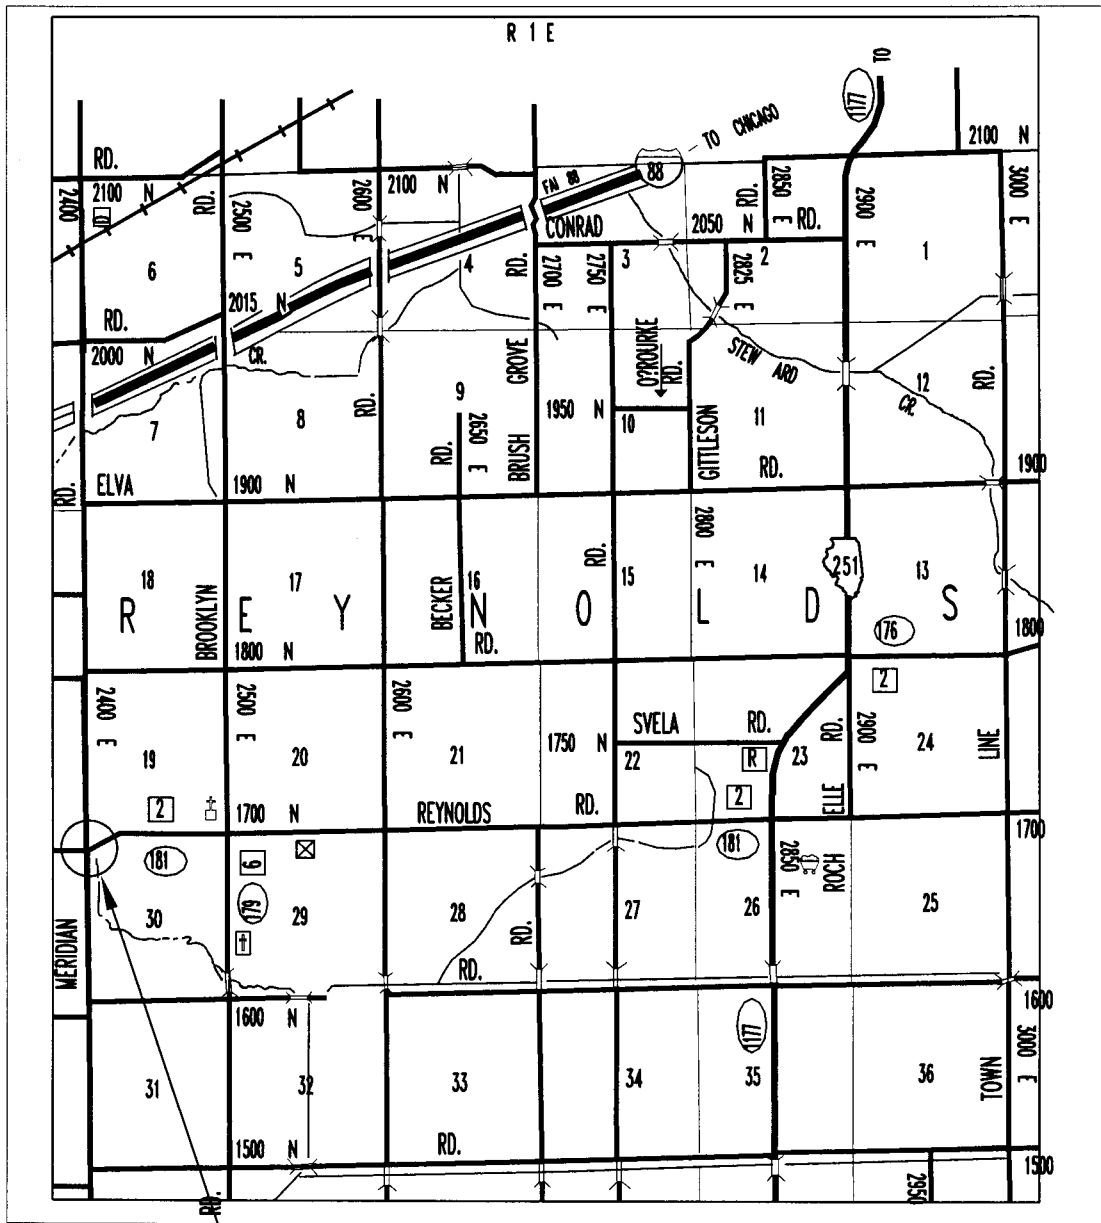 R 1 E
TO
1177
TO CHICAGO
2100 N
RD.
2100 N
2400
RD.
2500 E
2600 E
2100 N
FAI 88
88
CONRAD
RD.
2050 N
RD.
2850 E
RD.
2900 E
3000 E
D
6
5
4
3
2
1
RD.
2015 N
2000 N
CR.
2700 E
2750 E
2825 E
O?ROURKE
RD.
STEW ARD
CR.
GROVE
BRUSH
RD.
RD.
9
2650 E
1950 N
7
8
10
11
12
RD.
ELVA
1900 N
GITTLESON
RD.
1900
RD.
2800 E
RD.
251
18
17
16
15
14
13
BROOKLYN
BECKER
R E Y N O L D S
176
1800 N
RD.
1800
2400 E
2500 E
2600 E
SVELA RD.
2
RD.
2900 E
LINE
19
20
21
1750 N
22
R
23
24
2
2
ELLE
1700 N
REYNOLDS
RD.
1700
181
6
181
2850 E
ROCH
179
30
29
28
27
26
25
RD.
MERIDIAN
RD.
1600 N
1600
1177
3000 E
31
32
33
34
35
36
TOWN
1500 N
RD.
1500
2950
RD.